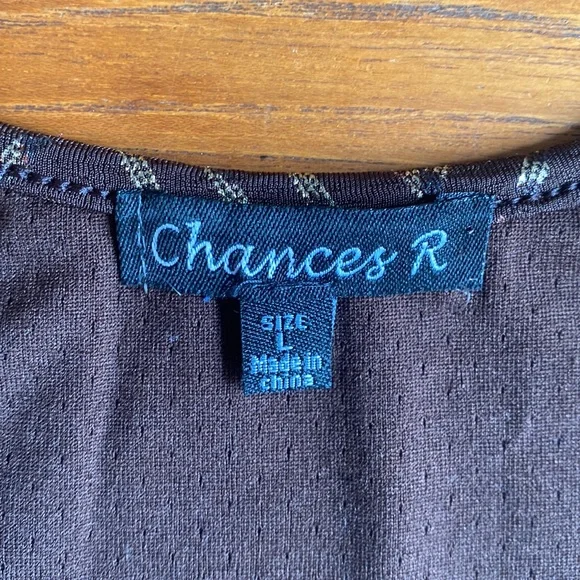 Chances R
SIZE
L
Made in
china